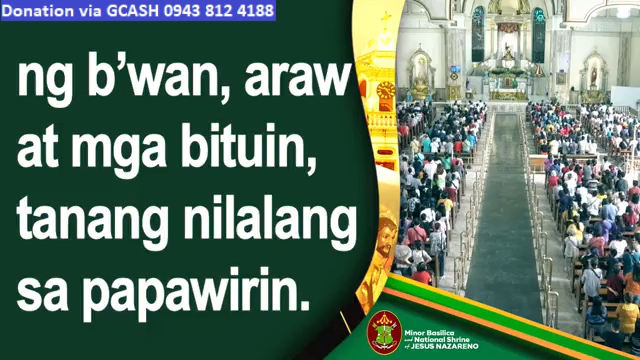 Donation via GCASH 0943 812 4188
ng b’wan, araw
at mga bituin,
tanang nilalang
sa papawirin.
Minor Basilica
and National Shrine
of JESUS NAZARENO